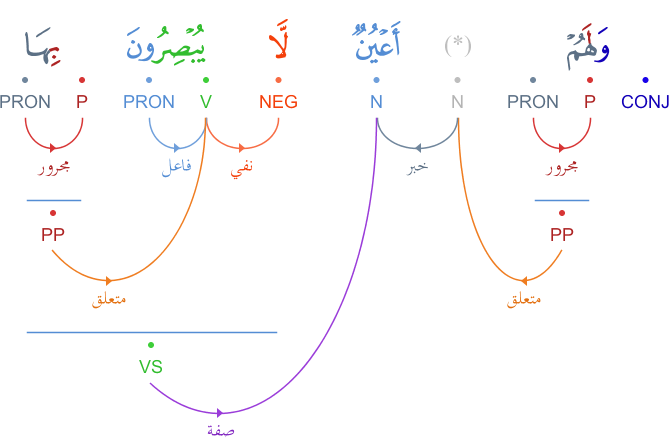 وَلَهُمْ (*) أَعْيُنٌ لَّا يُبْصِرُونَ بِهَا
CONJ P PRON N N NEG V PRON P PRON
مجرور خبر نفي فاعل مجرور
PP PP
متعلق متعلق
VS
صفة